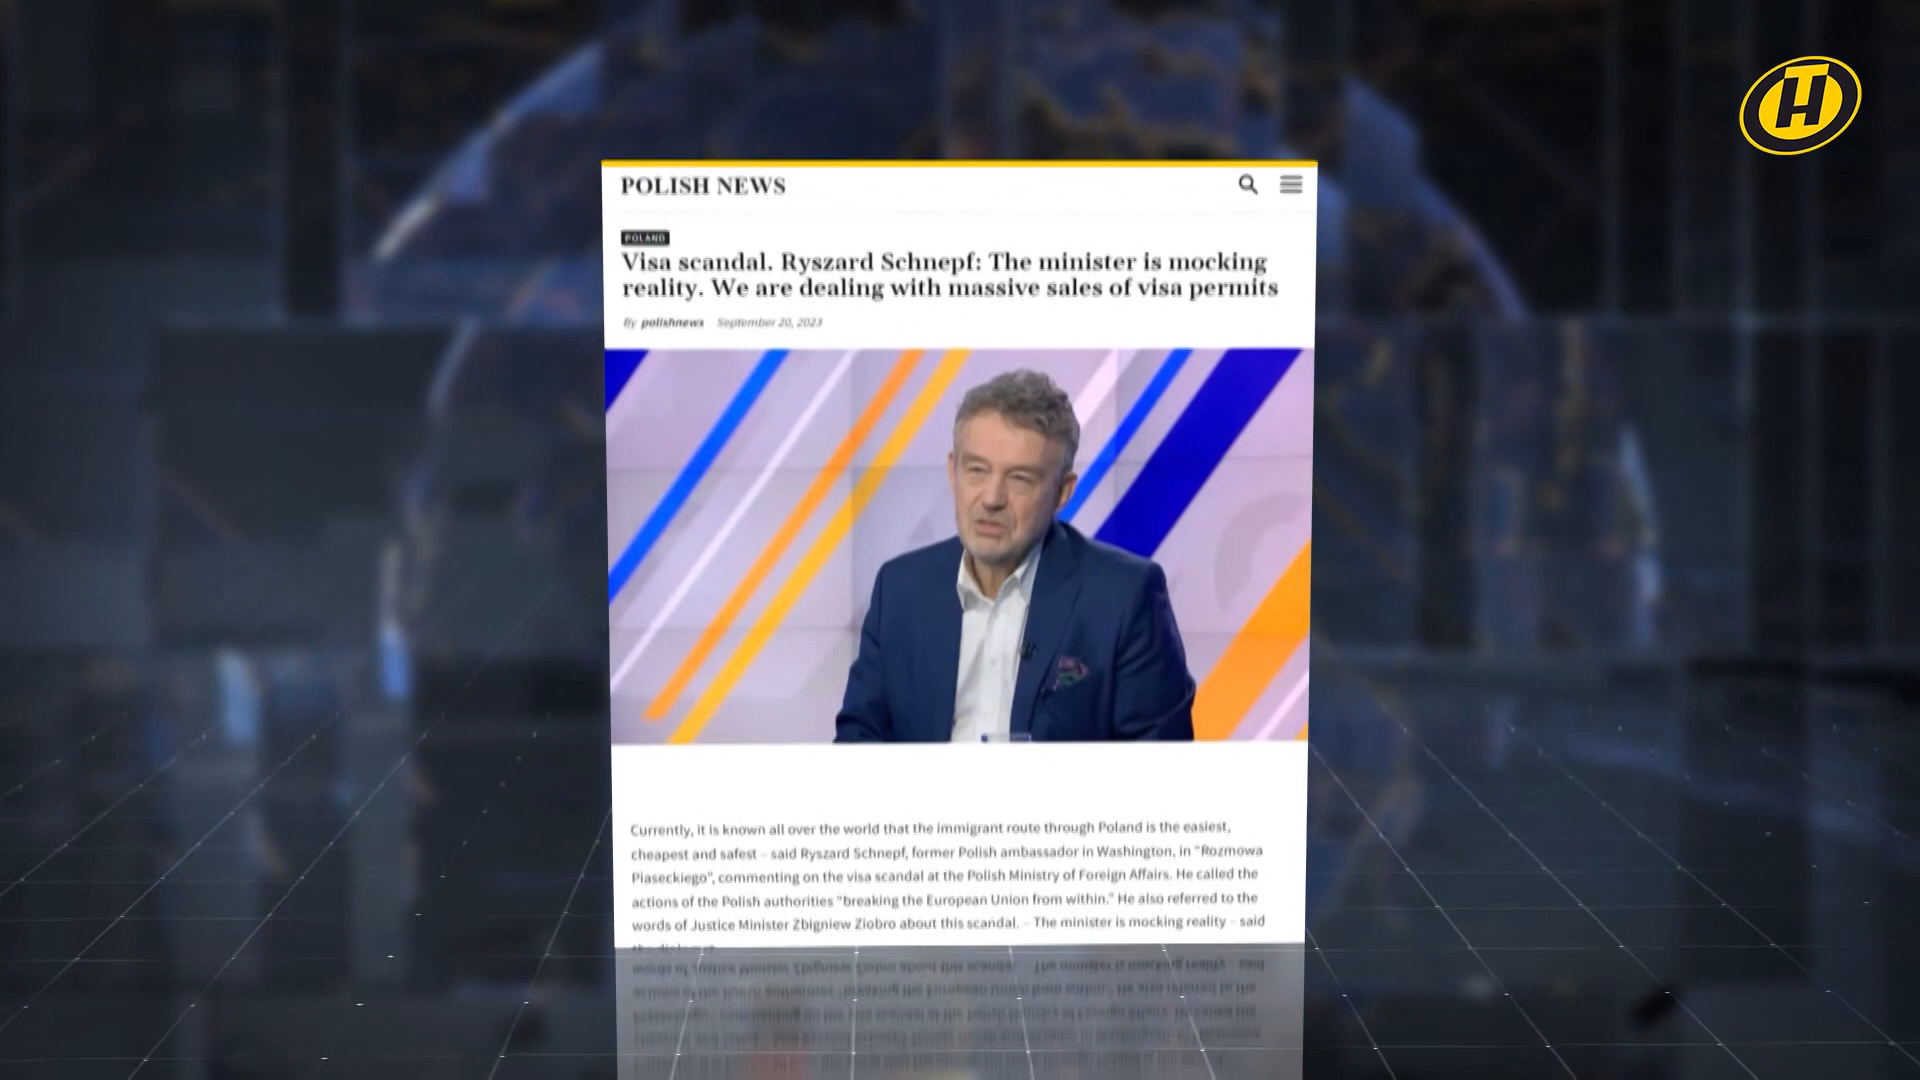 POLISH NEWS
POLAND
Visa scandal. Ryszard Schnepf: The minister is mocking
reality. We are dealing with massive sales of visa permits
By polishnews September 20, 2023
Currently, it is known all over the world that the immigrant route through Poland is the easiest,
cheapest and safest – said Ryszard Schnepf, former Polish ambassador in Washington, in "Rozmowa
Piaseckiego", commenting on the visa scandal at the Polish Ministry of Foreign Affairs. He called the
actions of the Polish authorities "breaking the European Union from within." He also referred to the
words of Justice Minister Zbigniew Ziobro about this scandal. – The minister is mocking reality – said